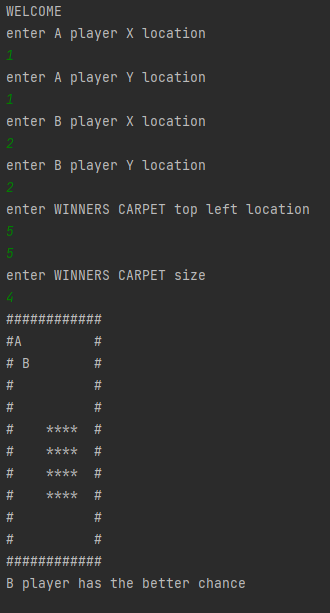 WELCOME
enter A player X location
1
enter A player Y location
1
enter B player X location
2
enter B player Y location
2
enter WINNERS CARPET top left location
5
5
enter WINNERS CARPET size
4
############
#A         #
# B        #
#          #
#          #
#    ****  #
#    ****  #
#    ****  #
#    ****  #
#          #
#          #
############
B player has the better chance